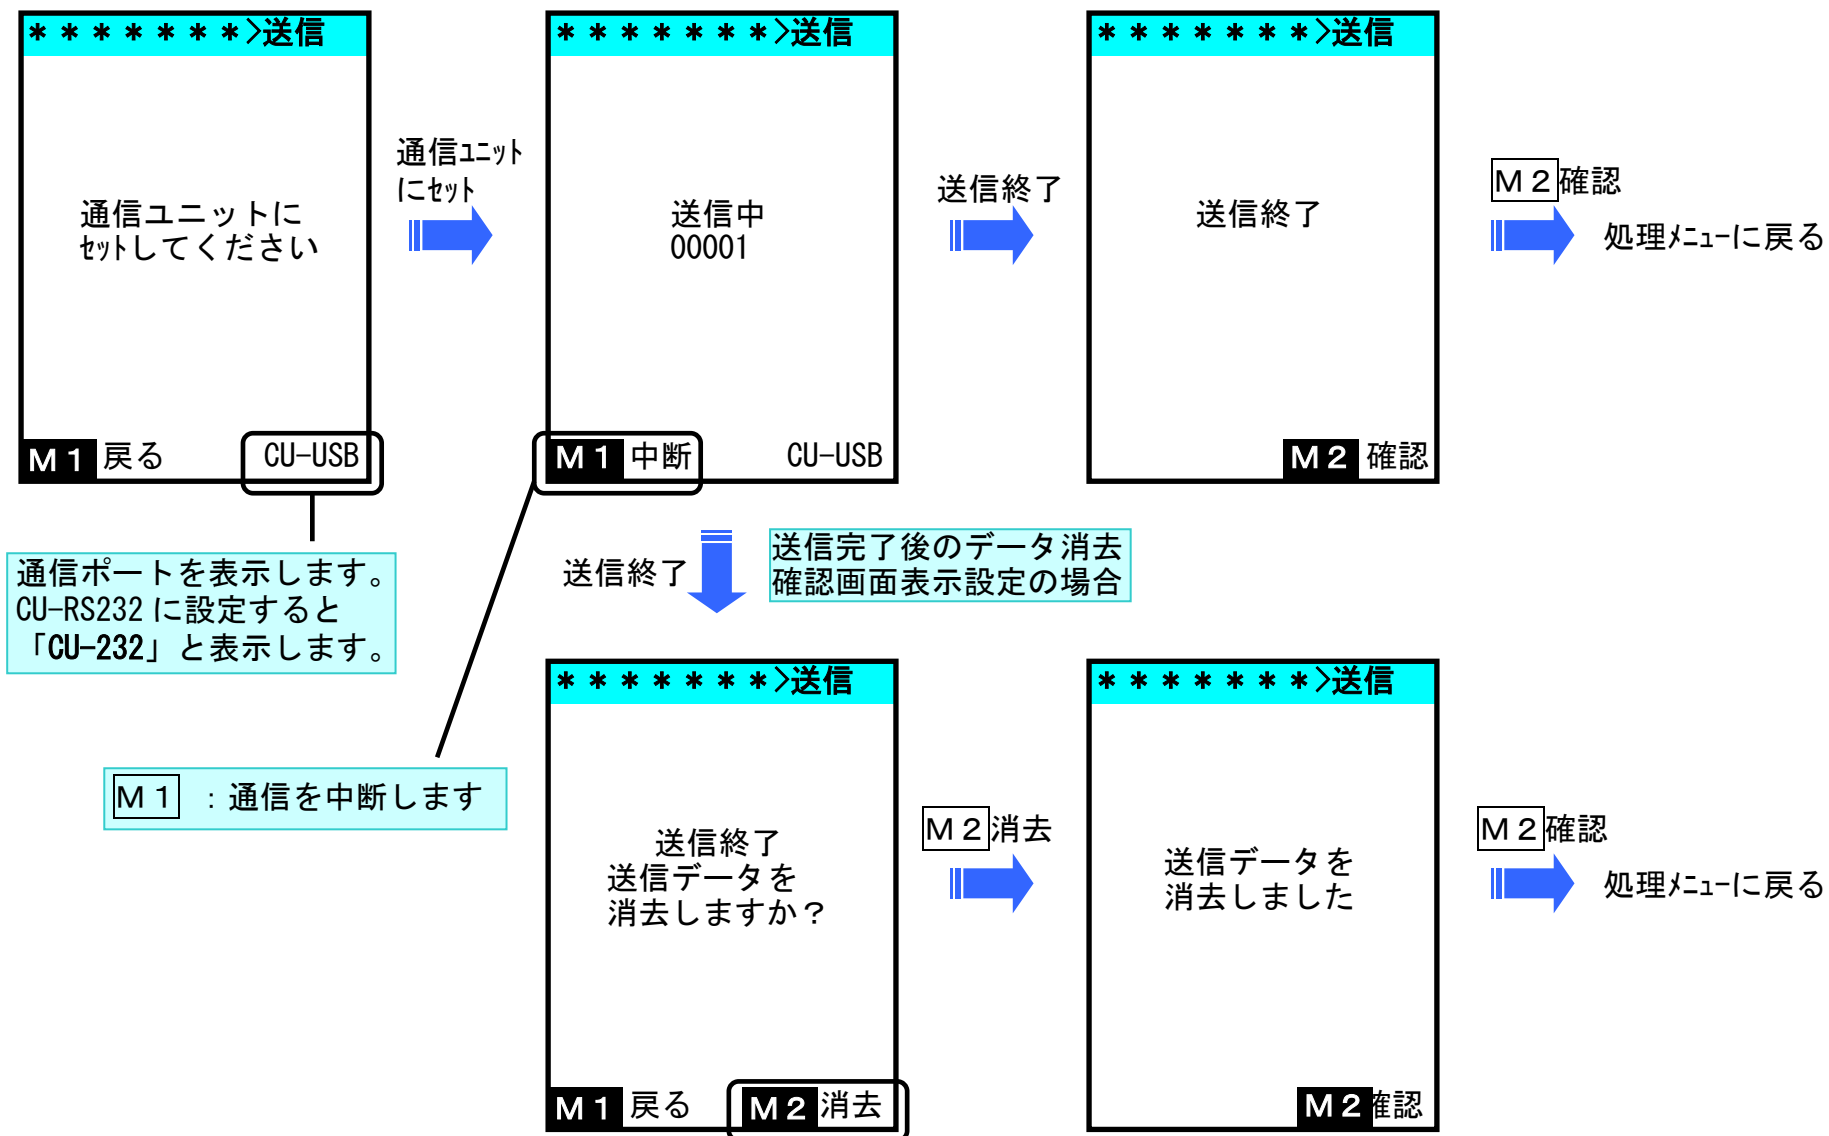 ＊＊＊＊＊＊＊>送信
通信ユニットに
ｾｯﾄしてください
Ｍ１ 戻る CU-USB
通信ﾕﾆｯﾄ
にｾｯﾄ
＊＊＊＊＊＊＊>送信
送信中
00001
Ｍ１ 中断 CU-USB
送信終了
＊＊＊＊＊＊＊>送信
送信終了
Ｍ２ 確認
Ｍ２確認
処理ﾒﾆｭｰに戻る
通信ポートを表示します。
CU-RS232に設定すると
「CU-232」と表示します。
送信終了
送信完了後のデータ消去
確認画面表示設定の場合
Ｍ１ ：通信を中断します
＊＊＊＊＊＊＊>送信
送信終了
送信データを
消去しますか？
Ｍ１ 戻る Ｍ２ 消去
Ｍ２消去
＊＊＊＊＊＊＊>送信
送信データを
消去しました
Ｍ２確認
Ｍ２確認
処理ﾒﾆｭｰに戻る